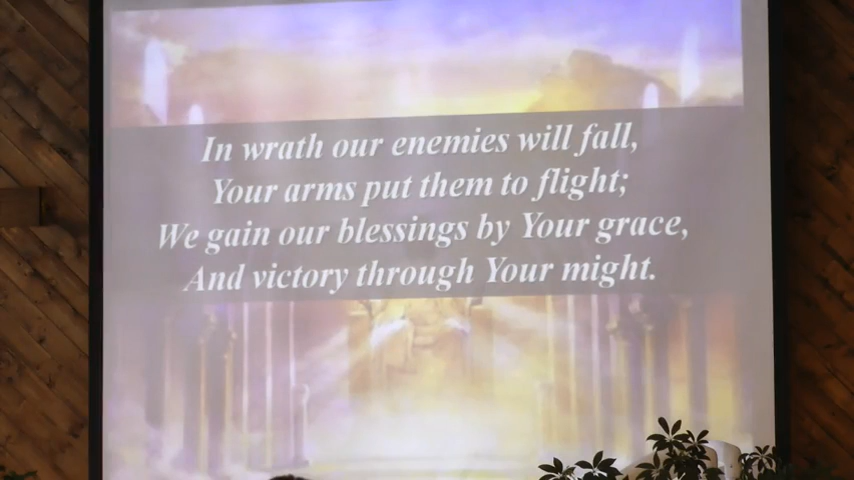 In wrath our enemies will fall,
Your arms put them to flight;
We gain our blessings by Your grace,
And victory through Your might.